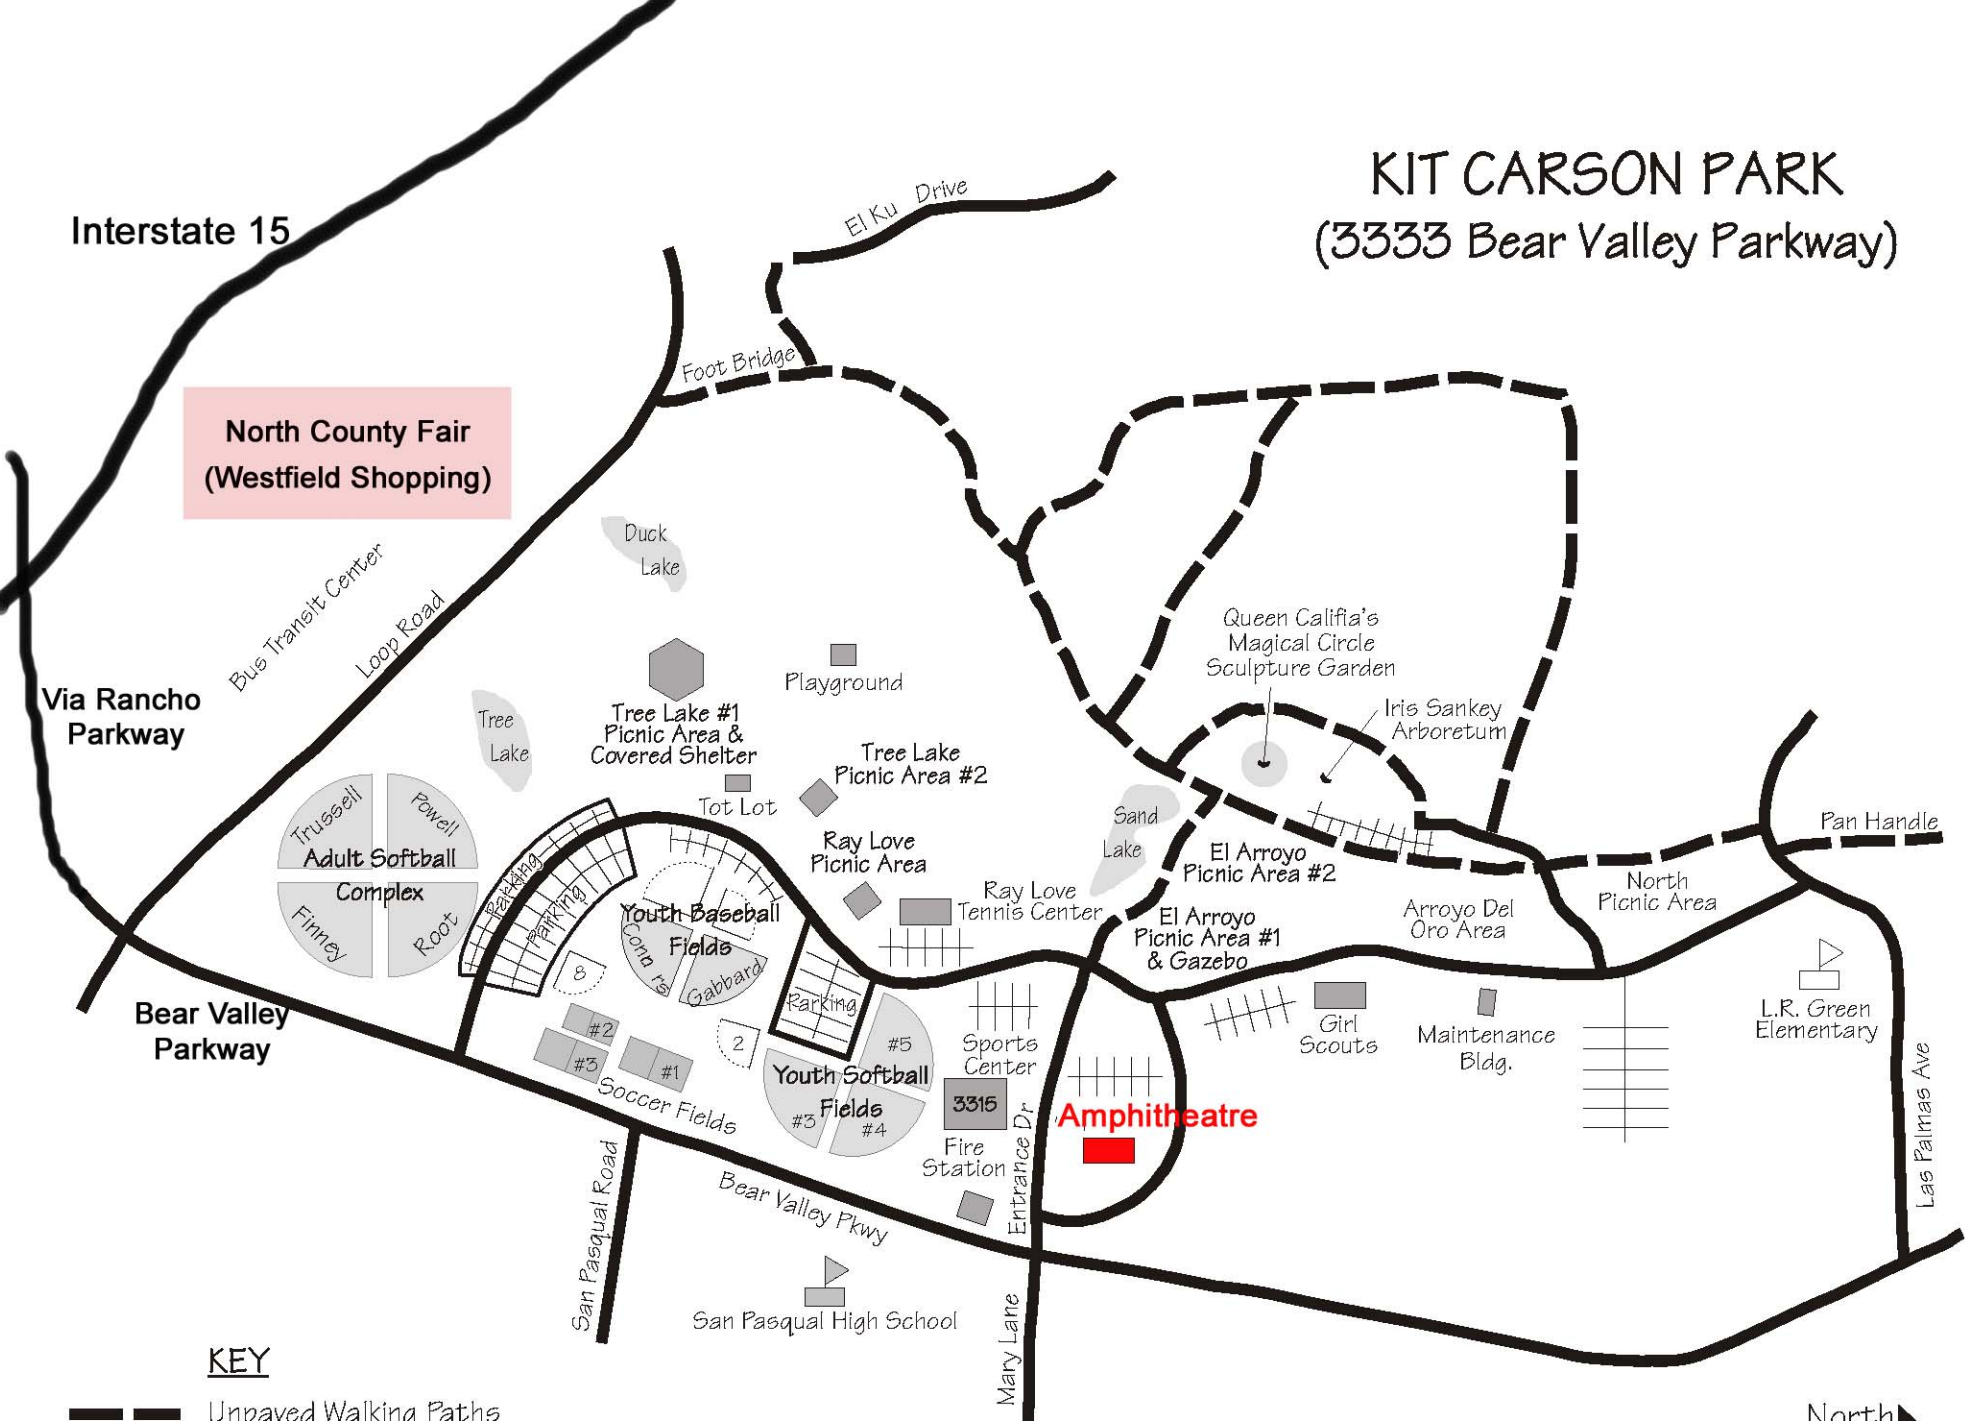 KIT CARSON PARK
(3333 Bear Valley Parkway)
Interstate 15
El Ku Drive
Foot Bridge
North County Fair
(Westfield Shopping)
Bus Transit Center
Loop Road
Via Rancho
Parkway
Duck
Lake
Tree
Lake
Tree Lake #1
Picnic Area &
Covered Shelter
Playground
Tree Lake
Picnic Area #2
Tot Lot
Ray Love
Picnic Area
Queen Califia's
Magical Circle
Sculpture Garden
Iris Sankey
Arboretum
Sand
Lake
El Arroyo
Picnic Area #2
Pan Handle
North
Picnic Area
Trussell
Powell
Adult Softball
Complex
Finney
Root
Parking
Parking
Youth Baseball
Fields
Gabbard
8
2
Parking
Ray Love
Tennis Center
El Arroyo
Picnic Area #1
& Gazebo
Arroyo Del
Oro Area
L.R. Green
Elementary
Bear Valley
Parkway
#2
#3
#1
Soccer Fields
#5
Youth Softball
Fields
#3
#4
Sports
Center
3315
Fire
Station
Entrance Dr
Amphitheatre
Girl
Scouts
Maintenance
Bldg.
Las Palmas Ave
San Pasqual Road
Bear Valley Pkwy
San Pasqual High School
Mary Lane
KEY
Unpaved Walking Paths
North